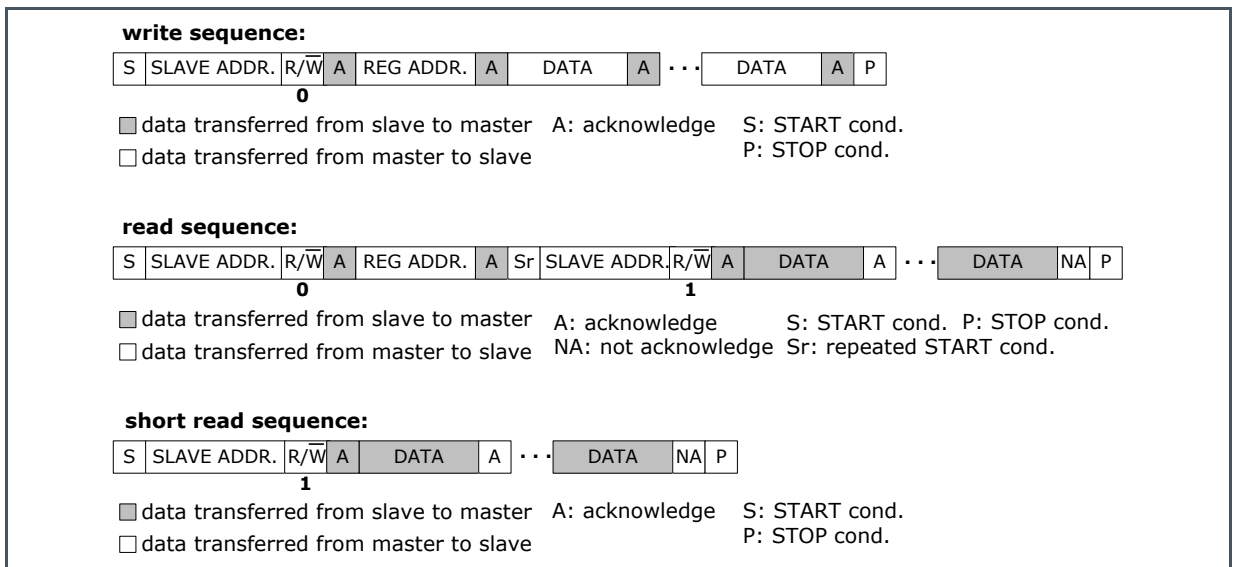 write sequence:
S SLAVE ADDR. R/W̅ A REG ADDR. A DATA A ··· DATA A P
0
data transferred from slave to master A: acknowledge S: START cond.
data transferred from master to slave P: STOP cond.
read sequence:
S SLAVE ADDR. R/W̅ A REG ADDR. A Sr SLAVE ADDR. R/W̅ A DATA A ··· DATA NA P
0 1
data transferred from slave to master A: acknowledge S: START cond. P: STOP cond.
data transferred from master to slave NA: not acknowledge Sr: repeated START cond.
short read sequence:
S SLAVE ADDR. R/W̅ A DATA A ··· DATA NA P
1
data transferred from slave to master A: acknowledge S: START cond.
data transferred from master to slave P: STOP cond.